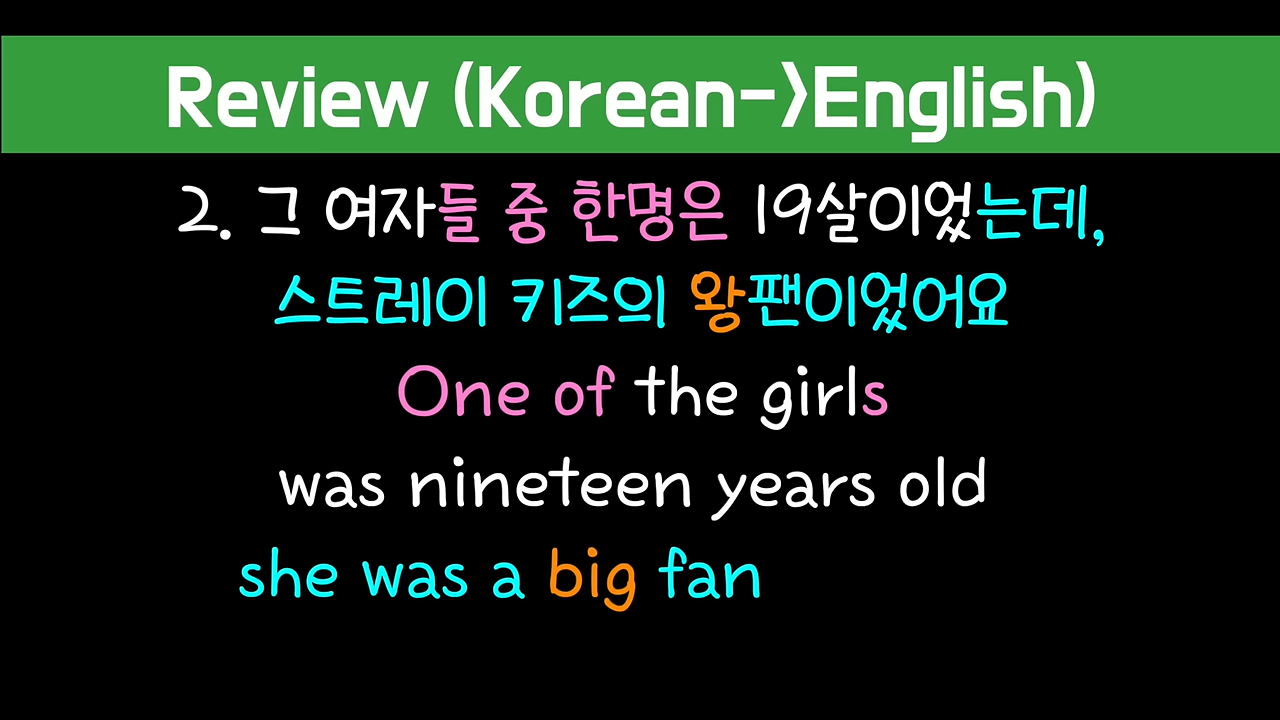 Review (Korean->English)
2. 그 여자들 중 한명은 19살이었는데,
스트레이 키즈의 왕팬이었어요
One of the girls
was nineteen years old
she was a big fan